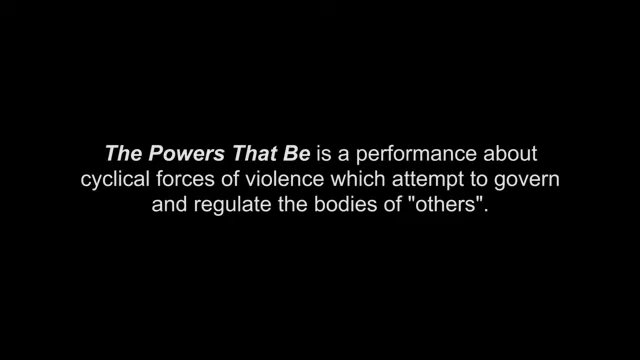 The Powers That Be is a performance about
cyclical forces of violence which attempt to govern
and regulate the bodies of "others".